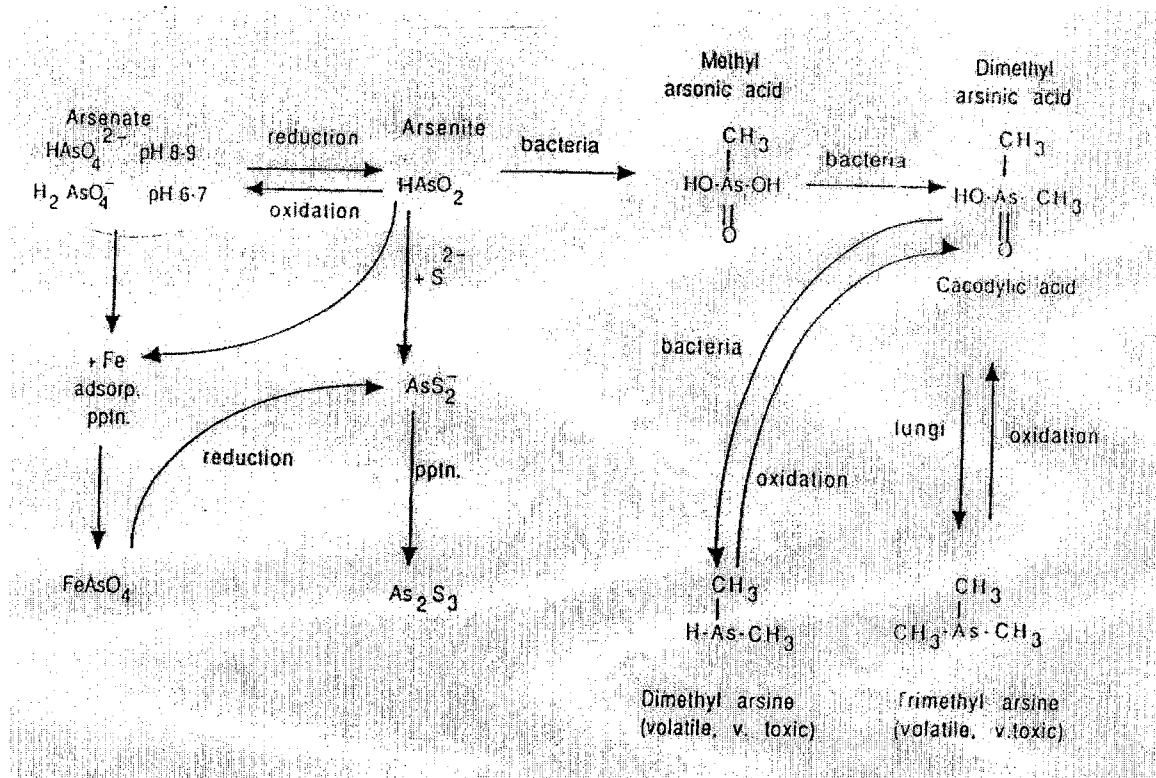 Arsenate
HAsO₄²⁻ pH 8·9
H₂ AsO₄⁻ pH 6·7
reduction
oxidation
Arsenite
HAsO₂
bacteria
Methyl
arsonic acid
CH₃
HO·As·OH
O
bacteria
Dimethyl
arsinic acid
CH₃
HO·As· CH₃
O
Cacodylic acid
+ S²⁻
+ Fe
adsorp.
pptn.
AsS₂⁻
reduction
pptn.
FeAsO₄
As₂S₃
bacteria
oxidation
fungi
oxidation
CH₃
H-As-CH₃
Dimethyl arsine
(volatile, v. toxic)
CH₃
CH₃·As·CH₃
Trimethyl arsine
(volatile, v.toxic)